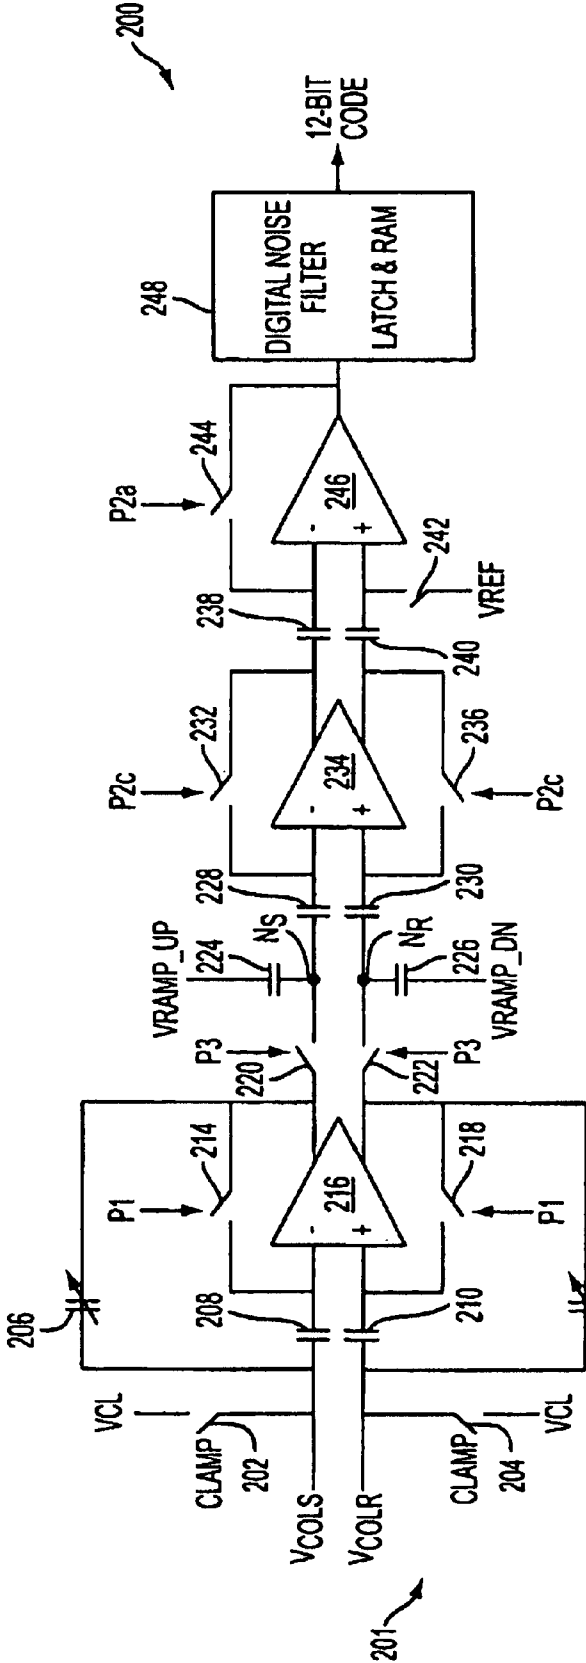 200
201
VCL
CLAMP
202
VCOLS
VCOLR
CLAMP
204
VCL
206
208
210
P1
214
216
-
+
218
P1
P3
220
222
P3
VRAMP_UP
224
NS
NR
226
VRAMP_DN
228
230
P2c
232
234
-
+
236
P2c
238
240
P2a
244
246
-
+
242
VREF
248
DIGITAL NOISE
FILTER
LATCH & RAM
12-BIT
CODE